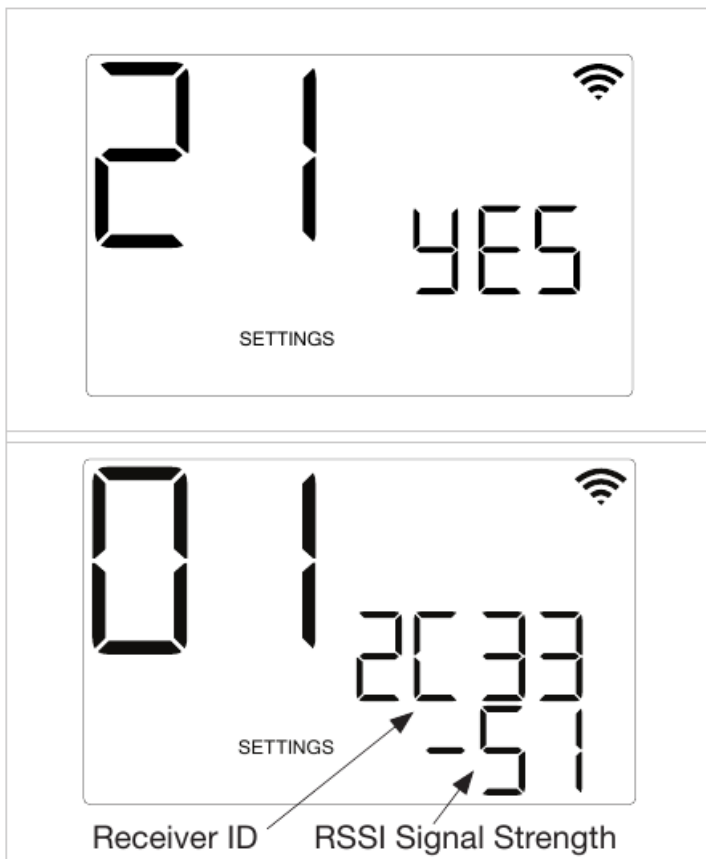 21
YES
SETTINGS
01
2C33
SETTINGS -51
Receiver ID RSSI Signal Strength